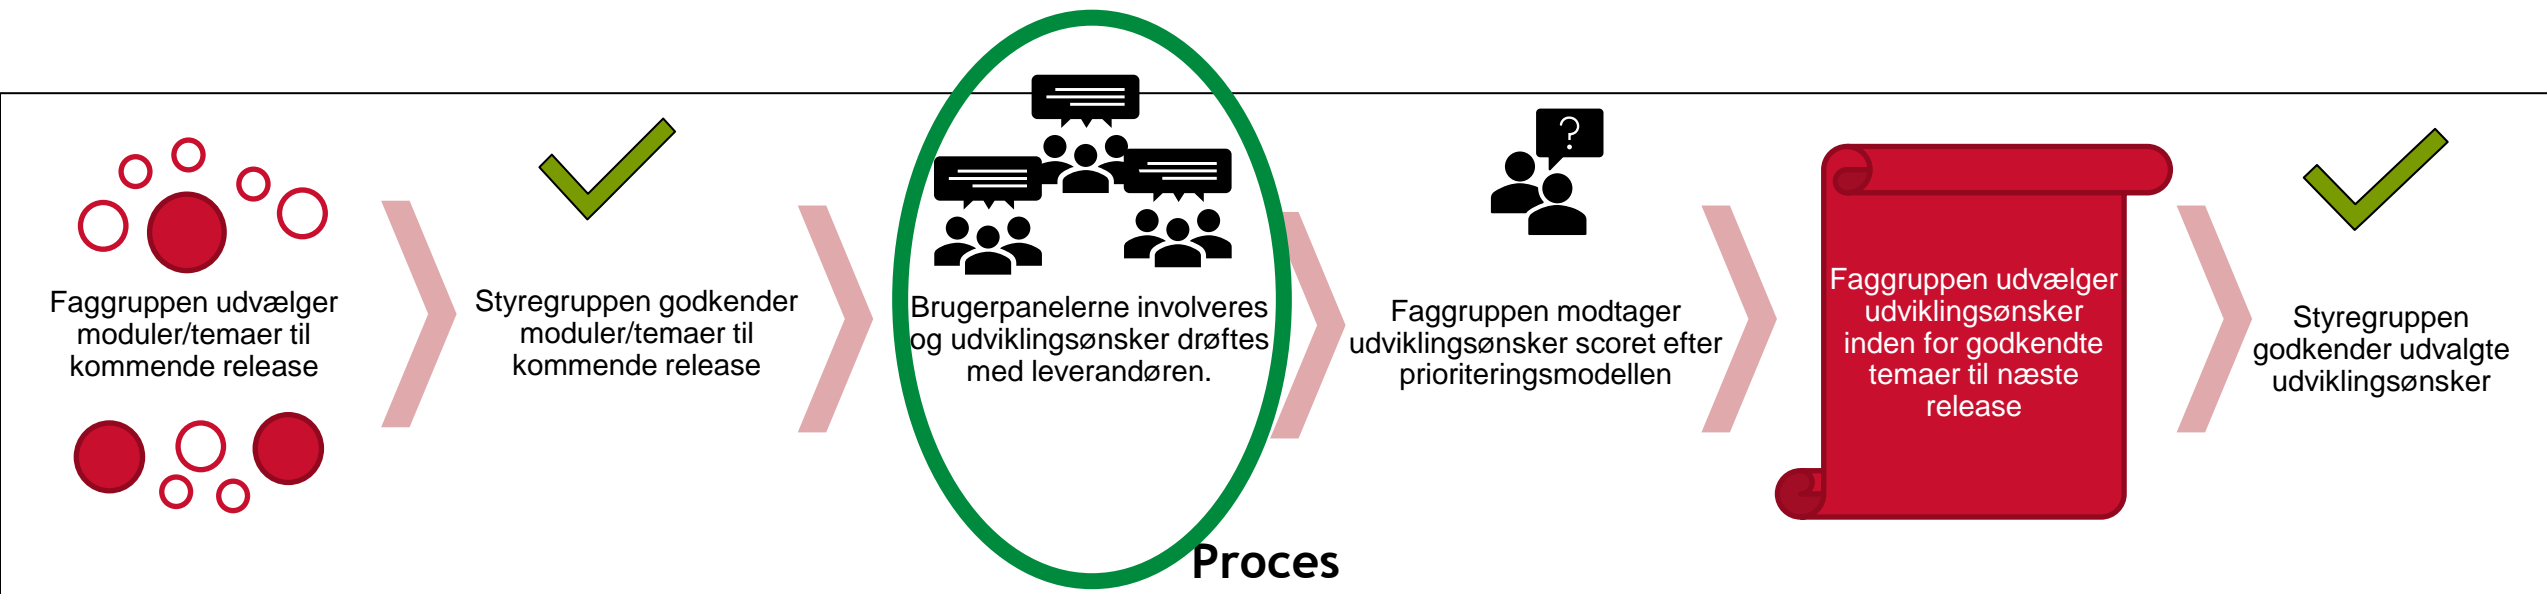 Faggruppen udvælger
moduler/temaer til
kommende release
Styregruppen godkender
moduler/temaer til
kommende release
Brugerpanelerne involveres
og udviklingsønsker drøftes
med leverandøren.
?
Faggruppen modtager
udviklingsønsker scoret efter
prioriteringsmodellen
Faggruppen udvælger
udviklingsønsker
inden for godkendte
temaer til næste
release
Styregruppen
godkender udvalgte
udviklingsønsker
Proces